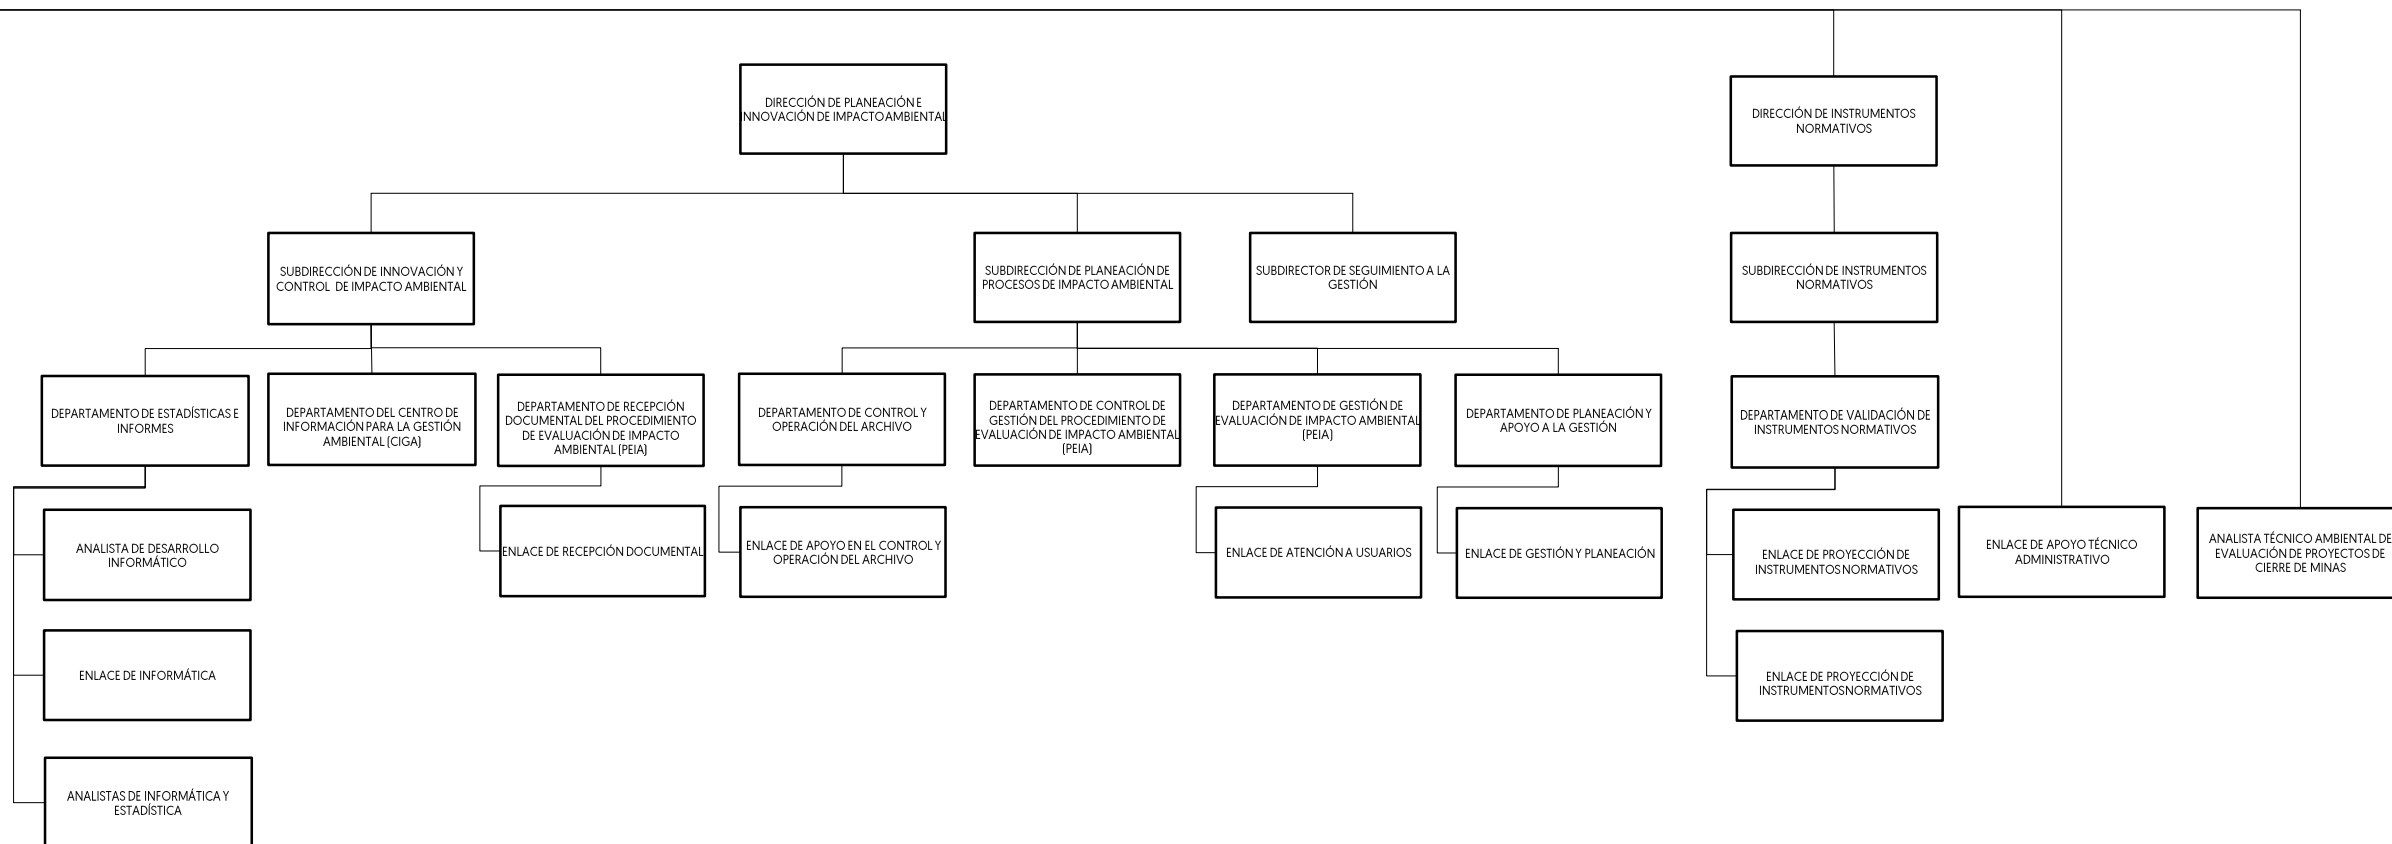 DIRECCIÓN DE PLANEACIÓN E
INNOVACIÓN DE IMPACTO AMBIENTAL
DIRECCIÓN DE INSTRUMENTOS
NORMATIVOS
SUBDIRECCIÓN DE INNOVACIÓN Y
CONTROL DE IMPACTO AMBIENTAL
SUBDIRECCIÓN DE PLANEACIÓN DE
PROCESOS DE IMPACTO AMBIENTAL
SUBDIRECTOR DE SEGUIMIENTO A LA
GESTIÓN
SUBDIRECCIÓN DE INSTRUMENTOS
NORMATIVOS
DEPARTAMENTO DE ESTADÍSTICAS E
INFORMES
DEPARTAMENTO DEL CENTRO DE
INFORMACIÓN PARA LA GESTIÓN
AMBIENTAL (CIGA)
DEPARTAMENTO DE RECEPCIÓN
DOCUMENTAL DEL PROCEDIMIENTO
DE EVALUACIÓN DE IMPACTO
AMBIENTAL (PEIA)
DEPARTAMENTO DE CONTROL Y
OPERACIÓN DEL ARCHIVO
DEPARTAMENTO DE CONTROL DE
GESTIÓN DEL PROCEDIMIENTO DE
EVALUACIÓN DE IMPACTO AMBIENTAL
(PEIA)
DEPARTAMENTO DE GESTIÓN DE
EVALUACIÓN DE IMPACTO AMBIENTAL
(PEIA)
DEPARTAMENTO DE PLANEACIÓN Y
APOYO A LA GESTIÓN
DEPARTAMENTO DE VALIDACIÓN DE
INSTRUMENTOS NORMATIVOS
ANALISTA DE DESARROLLO
INFORMÁTICO
ENLACE DE RECEPCIÓN DOCUMENTAL
ENLACE DE APOYO EN EL CONTROL Y
OPERACIÓN DEL ARCHIVO
ENLACE DE ATENCIÓN A USUARIOS
ENLACE DE GESTIÓN Y PLANEACIÓN
ENLACE DE PROYECCIÓN DE
INSTRUMENTOS NORMATIVOS
ENLACE DE APOYO TÉCNICO
ADMINISTRATIVO
ANALISTA TÉCNICO AMBIENTAL DE
EVALUACIÓN DE PROYECTOS DE
CIERRE DE MINAS
ENLACE DE INFORMÁTICA
ENLACE DE PROYECCIÓN DE
INSTRUMENTOS NORMATIVOS
ANALISTAS DE INFORMÁTICA Y
ESTADÍSTICA